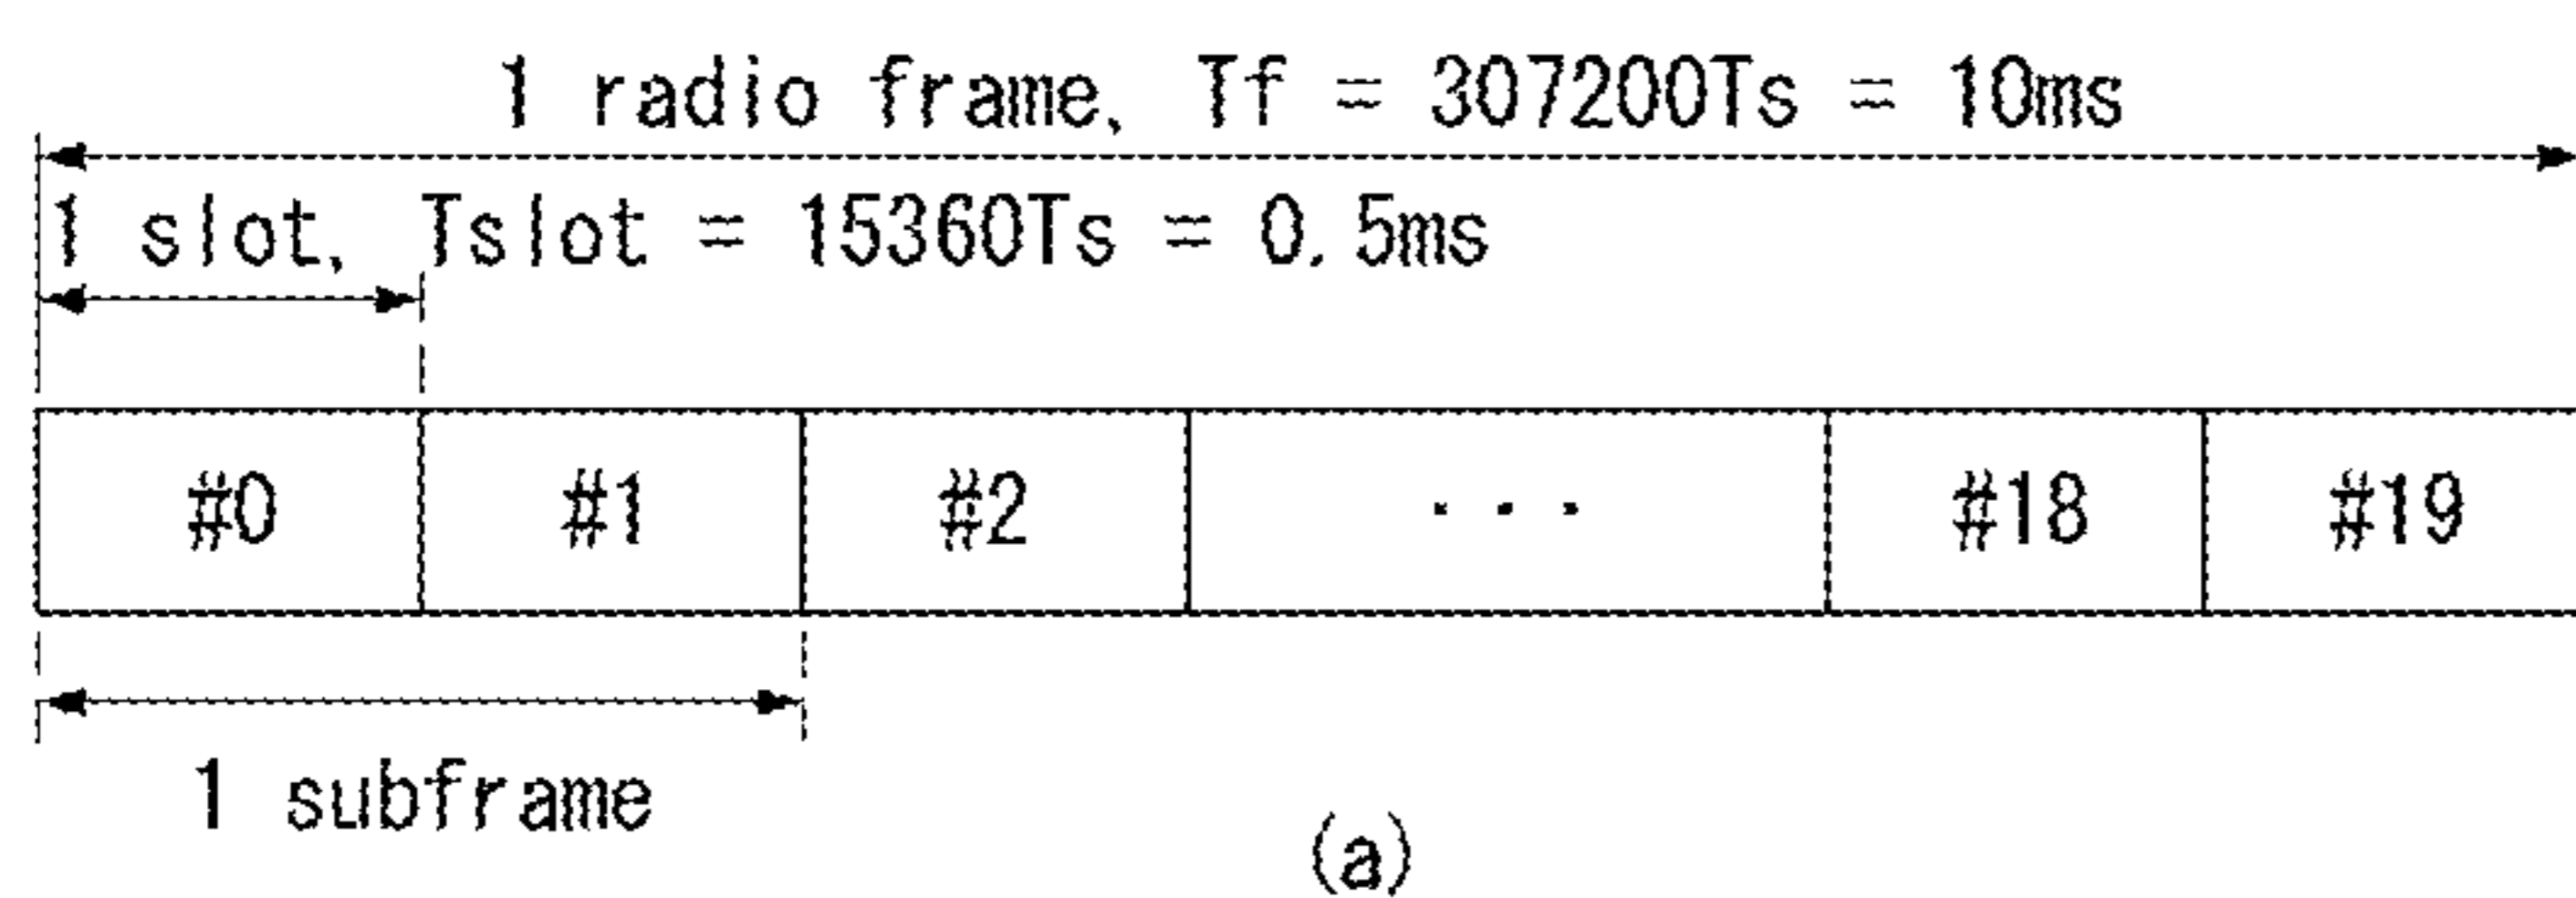 1 radio frame, Tf = 307200Ts = 10ms
1 slot, Tslot = 15360Ts = 0.5ms
#0 #1 #2 ... #18 #19
1 subframe
(a)